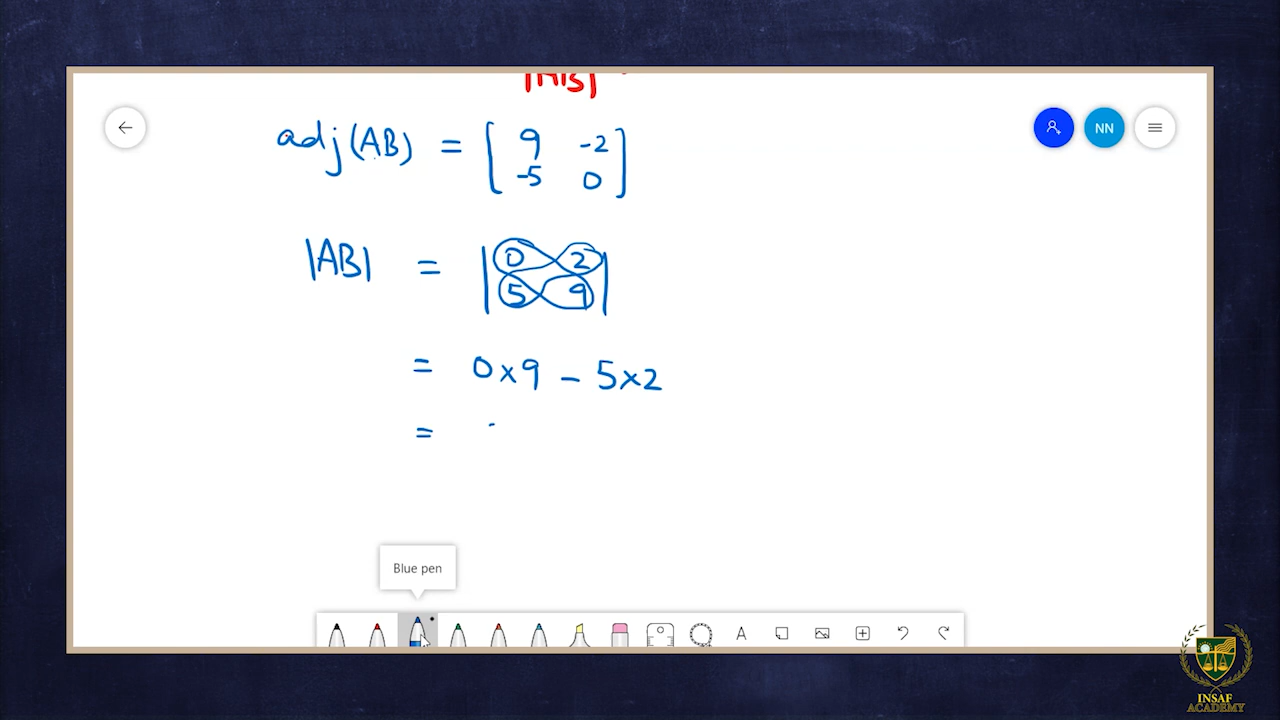 |AB|
adj(AB) = [ 9 -2
-5 0 ]
NN
|AB| = | 0 2
5 9 |
= 0×9 - 5×2
=
Blue pen
A
INSAF
ACADEMY